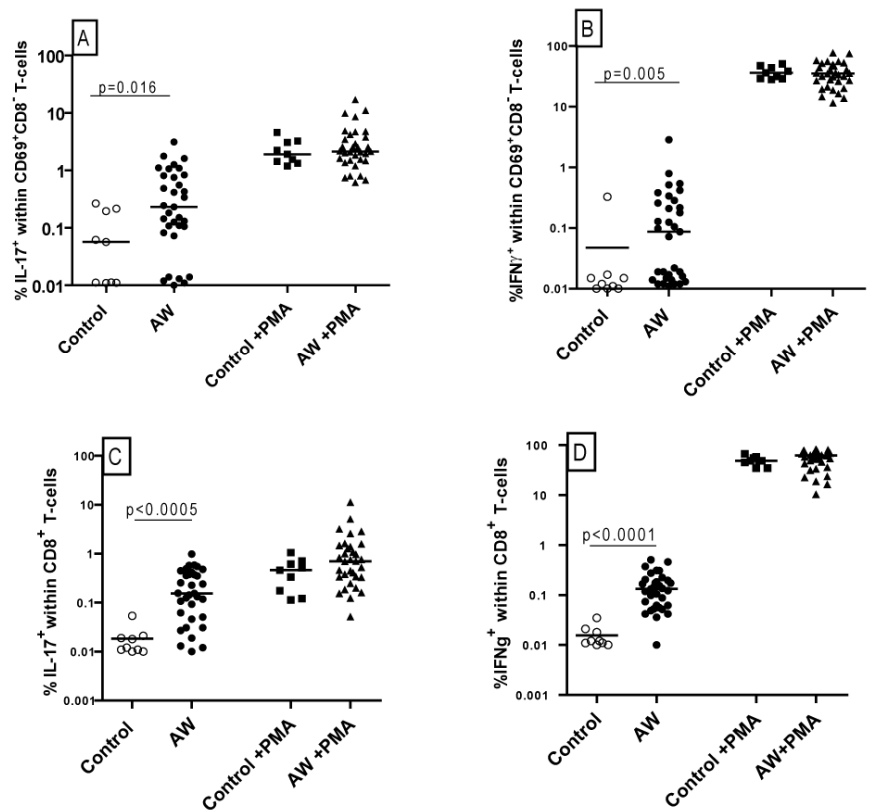 A
% IL-17⁺ within CD69⁺CD8⁻ T-cells
100
10
1
0.1
0.01
p=0.016
Control
AW
Control +PMA
AW +PMA
B
%IFNγ⁺ within CD69⁺CD8⁻ T-cells
100
10
1
0.1
0.01
p=0.005
Control
AW
Control +PMA
AW +PMA
C
% IL-17⁺ within CD8⁺ T-cells
100
10
1
0.1
0.01
0.001
p<0.0005
Control
AW
Control +PMA
AW +PMA
D
%IFNg⁺ within CD8⁺ T-cells
100
10
1
0.1
0.01
0.001
p<0.0001
Control
AW
Control +PMA
AW+PMA